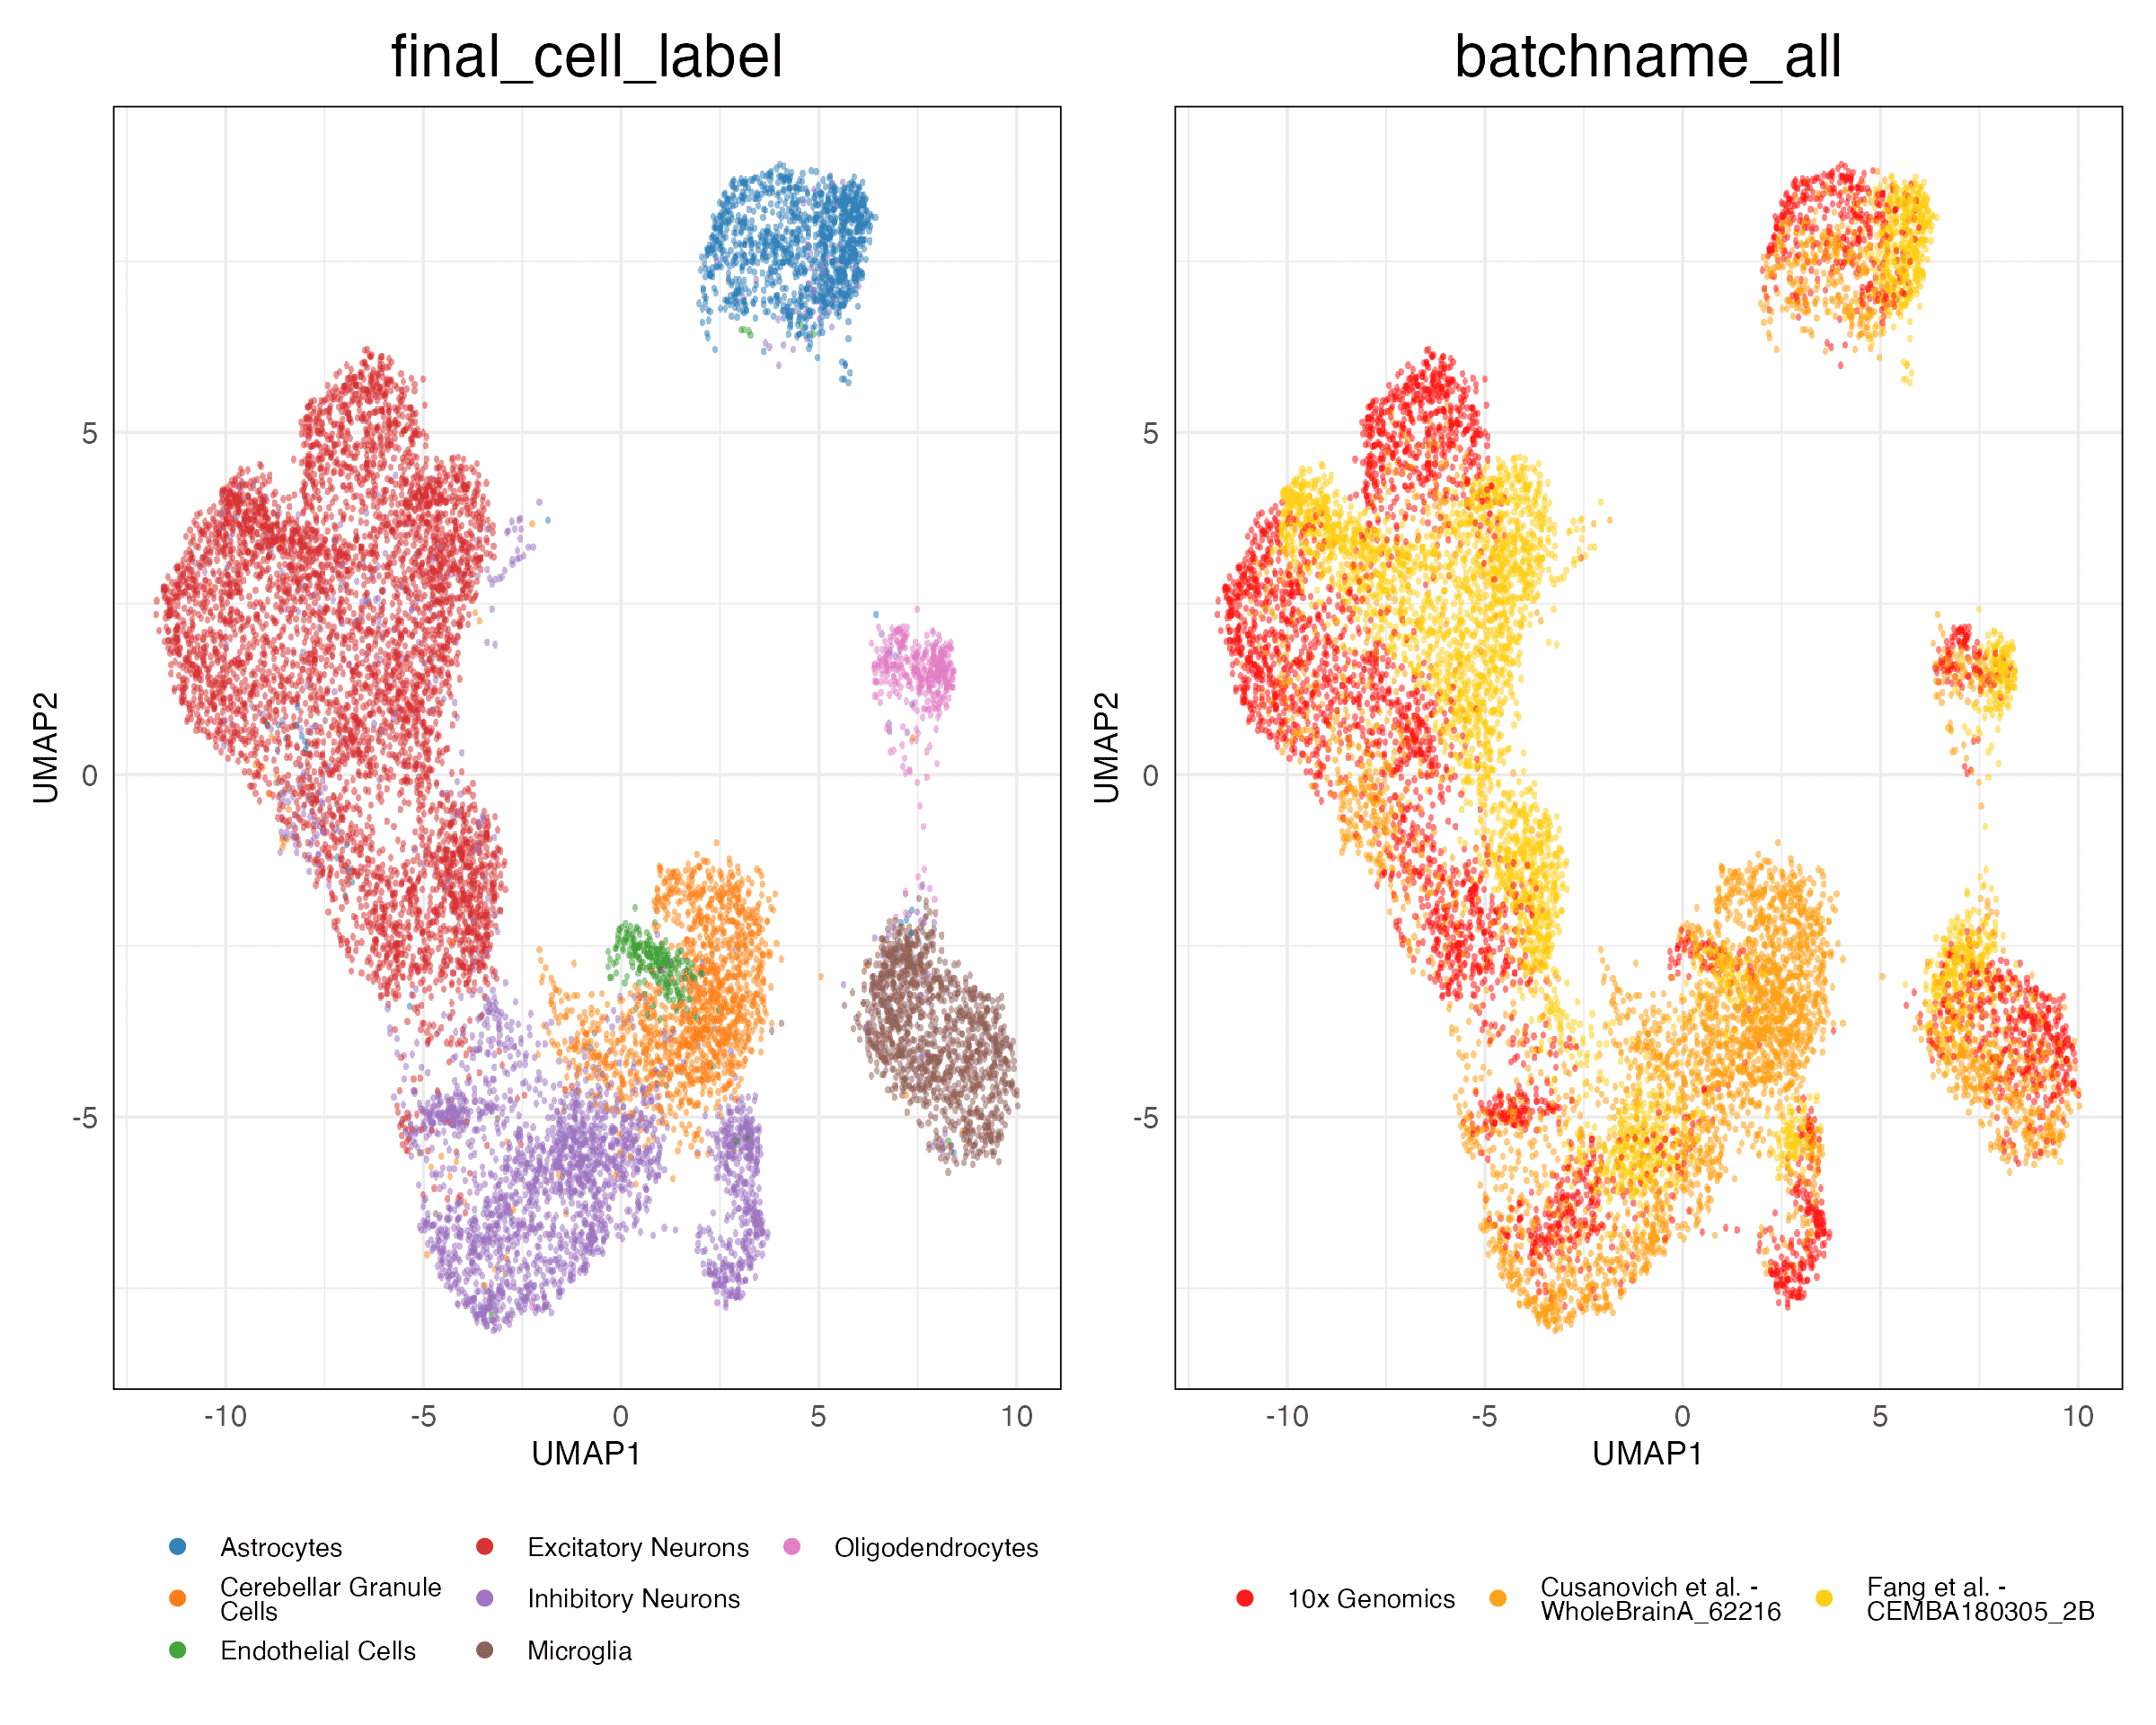 final_cell_label
batchname_all
5
0
-5
UMAP2
-10
-5
0
5
10
UMAP1
5
0
-5
UMAP2
-10
-5
0
5
10
UMAP1
Astrocytes
Cerebellar Granule
Cells
Endothelial Cells
Excitatory Neurons
Inhibitory Neurons
Microglia
Oligodendrocytes
10x Genomics
Cusanovich et al. -
WholeBrainA_62216
Fang et al. -
CEMBA180305_2B